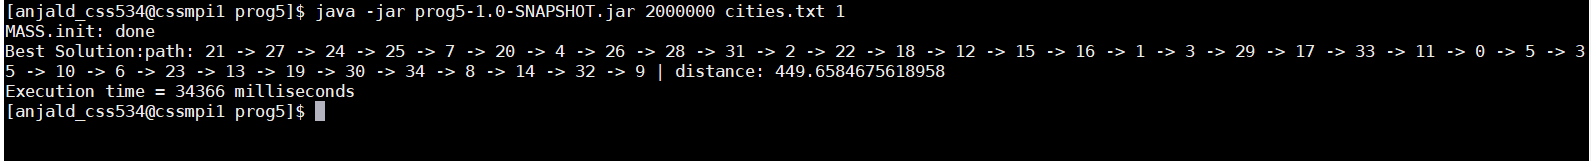 [anjald_css534@cssmpi1 prog5]$ java -jar prog5-1.0-SNAPSHOT.jar 2000000 cities.txt 1
MASS.init: done
Best Solution:path: 21 -> 27 -> 24 -> 25 -> 7 -> 20 -> 4 -> 26 -> 28 -> 31 -> 2 -> 22 -> 18 -> 12 -> 15 -> 16 -> 1 -> 3 -> 29 -> 17 -> 33 -> 11 -> 0 -> 5 -> 3
5 -> 10 -> 6 -> 23 -> 13 -> 19 -> 30 -> 34 -> 8 -> 14 -> 32 -> 9 | distance: 449.6584675618958
Execution time = 34366 milliseconds
[anjald_css534@cssmpi1 prog5]$